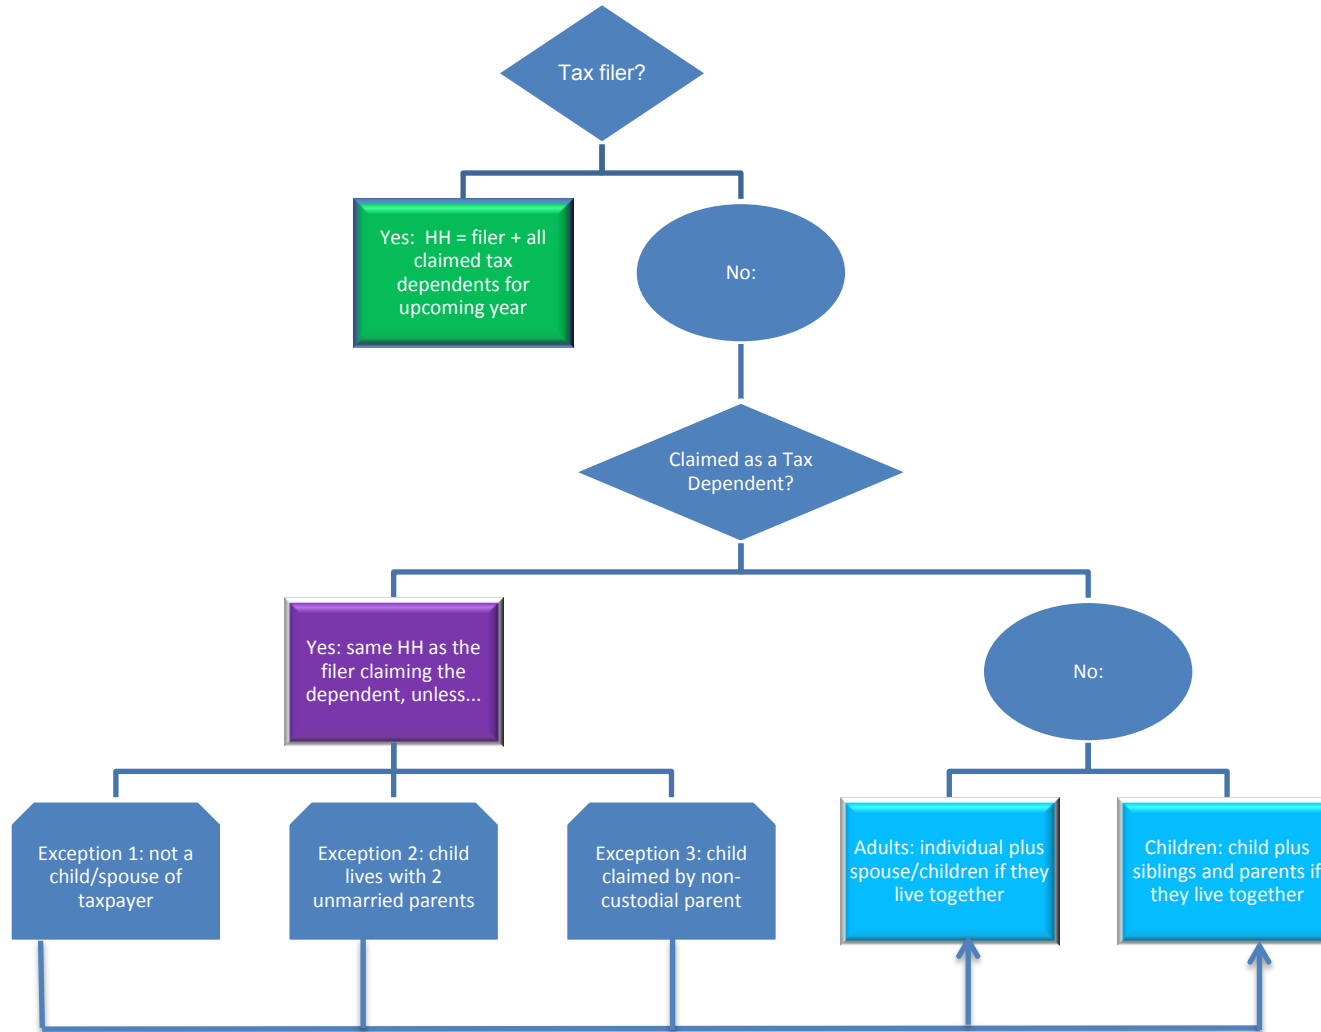 Tax filer?
Yes:  HH = filer + all
claimed tax
dependents for
upcoming year
No:
Claimed as a Tax
Dependent?
Yes: same HH as the
filer claiming the
dependent, unless...
No:
Exception 1: not a
child/spouse of
taxpayer
Exception 2: child
lives with 2
unmarried parents
Exception 3: child
claimed by non-
custodial parent
Adults: individual plus
spouse/children if they
live together
Children: child plus
siblings and parents if
they live together